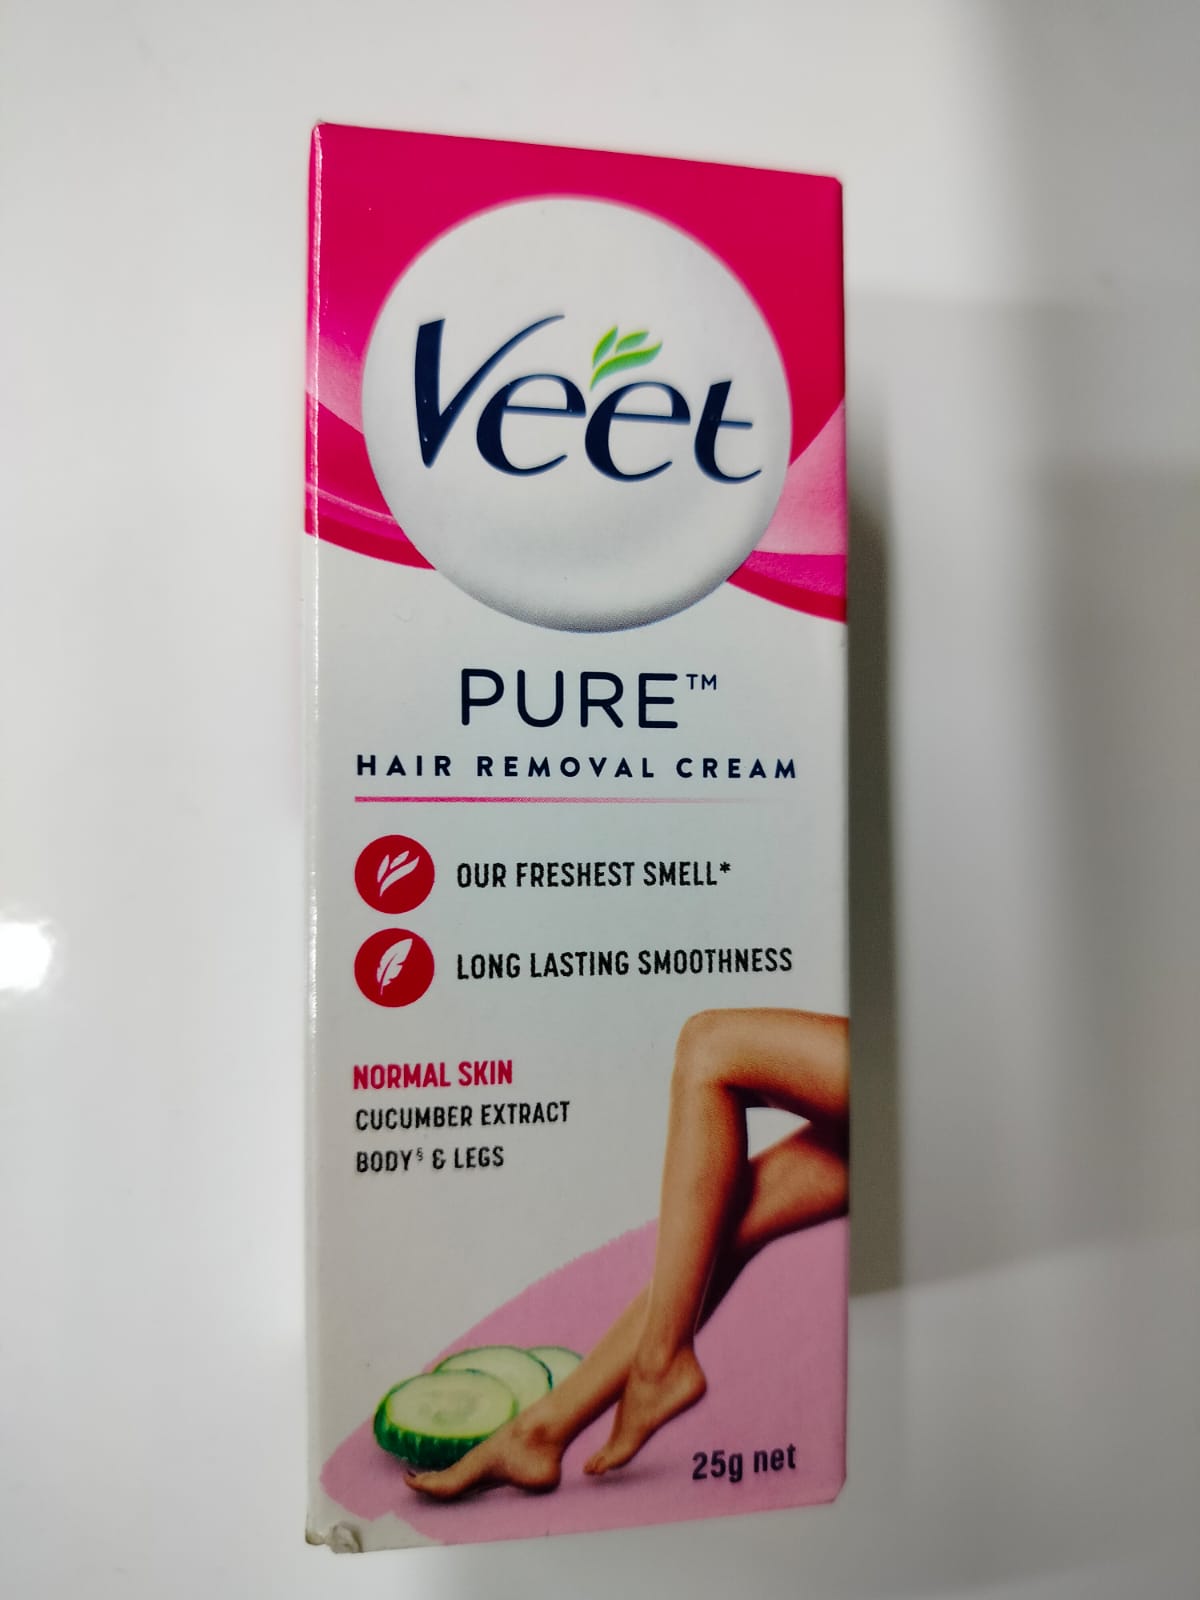 Veet
PURE™
HAIR REMOVAL CREAM
OUR FRESHEST SMELL*
LONG LASTING SMOOTHNESS
NORMAL SKIN
CUCUMBER EXTRACT
BODY§ & LEGS
25g net